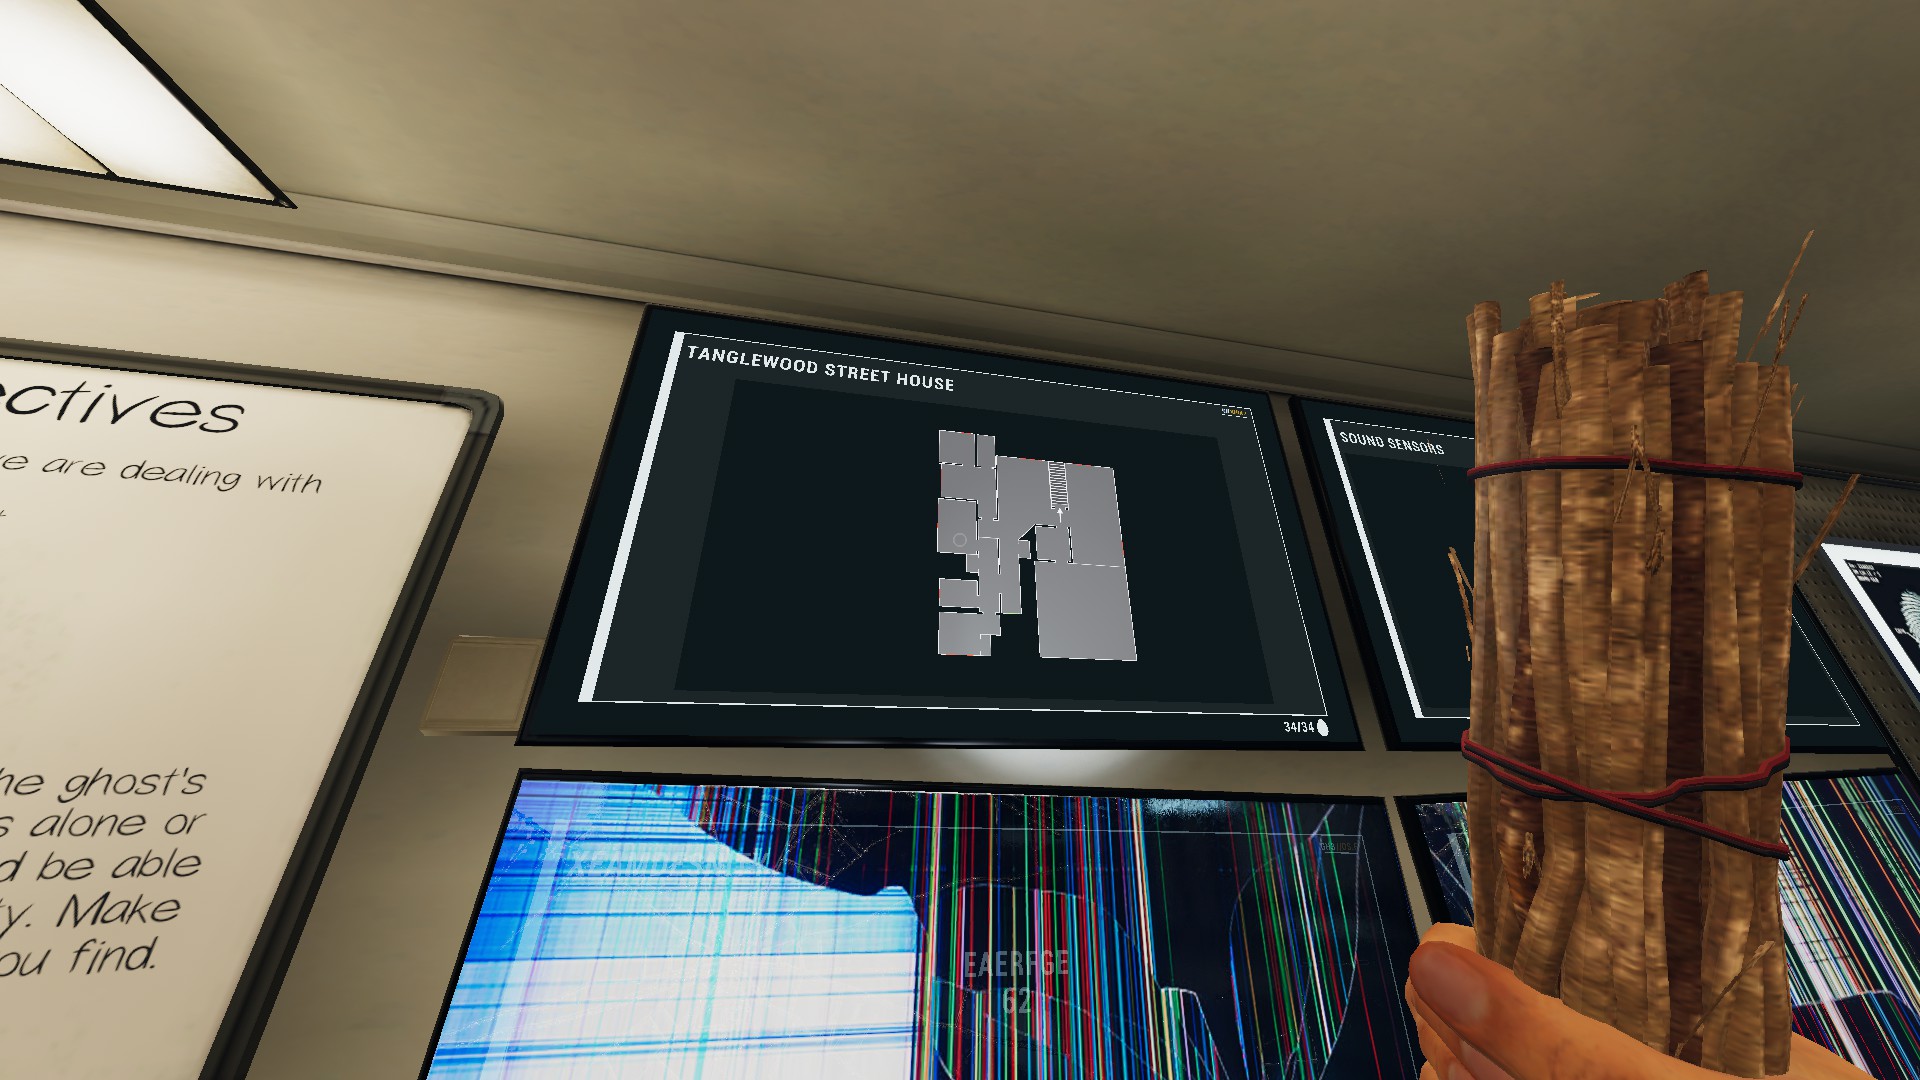 ectives
e are dealing with
he ghost's
s alone or
d be able
y. Make
ou find.
TANGLEWOOD STREET HOUSE
34/34
SOUND SENSORS
EAERFGE
62